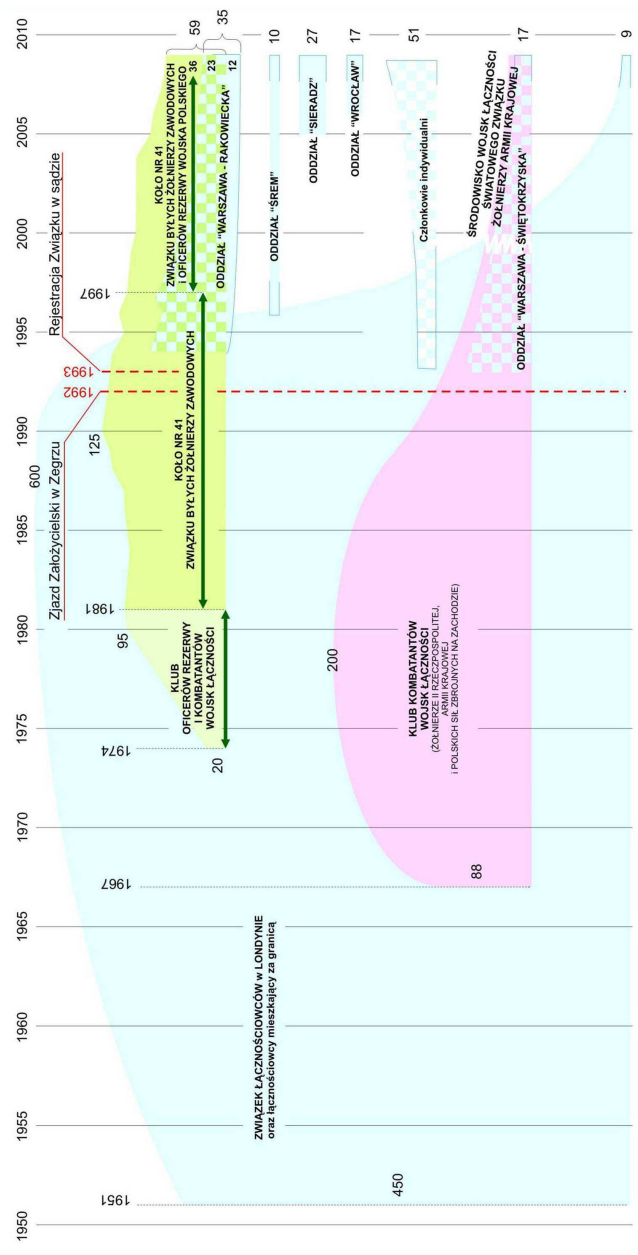 1950
1955
1960
1965
1970
1975
1980
1985
1990
1995
2000
2005
2010
Zjazd Założycielski w Zegrzu
Rejestracja Związku w sądzie
1951
1967
1974
1981
1992
1993
1997
600
125
95
20
450
88
200
ZWIĄZEK ŁĄCZNOŚCIOWCÓW w LONDYNIE
oraz łącznościowcy mieszkający za granicą
KLUB
OFICERÓW REZERWY
I KOMBATANTÓW
WOJSK ŁĄCZNOŚCI
KOŁO NR 41
ZWIĄZKU BYŁYCH ŻOŁNIERZY ZAWODOWYCH
KOŁO NR 41
ZWIĄZKU BYŁYCH ŻOŁNIERZY ZAWODOWYCH
i OFICERÓW REZERWY WOJSKA POLSKIEGO
ODDZIAŁ "WARSZAWA - RAKOWIECKA"
36
23
12
59
35
ODDZIAŁ "ŚREM"
10
ODDZIAŁ "SIERADZ"
27
ODDZIAŁ "WROCŁAW"
17
Członkowie indywidualni
51
KLUB KOMBATANTÓW
WOJSK ŁĄCZNOŚCI
(ŻOŁNIERZE II RZECZPOSPOLITEJ,
ARMII KRAJOWEJ
i POLSKICH SIŁ ZBROJNYCH NA ZACHODZIE)
ŚRODOWISKO WOJSK ŁĄCZNOŚCI
ŚWIATOWEGO ZWIĄZKU
ŻOŁNIERZY ARMII KRAJOWEJ
ODDZIAŁ "WARSZAWA - ŚWIĘTOKRZYSKA"
17
9